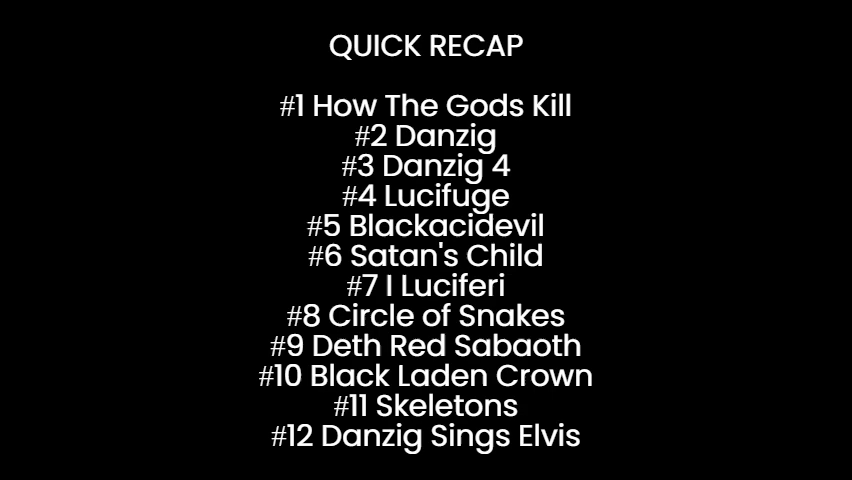 QUICK RECAP
#1 How The Gods Kill
#2 Danzig
#3 Danzig 4
#4 Lucifuge
#5 Blackacidevil
#6 Satan's Child
#7 I Luciferi
#8 Circle of Snakes
#9 Deth Red Sabaoth
#10 Black Laden Crown
#11 Skeletons
#12 Danzig Sings Elvis